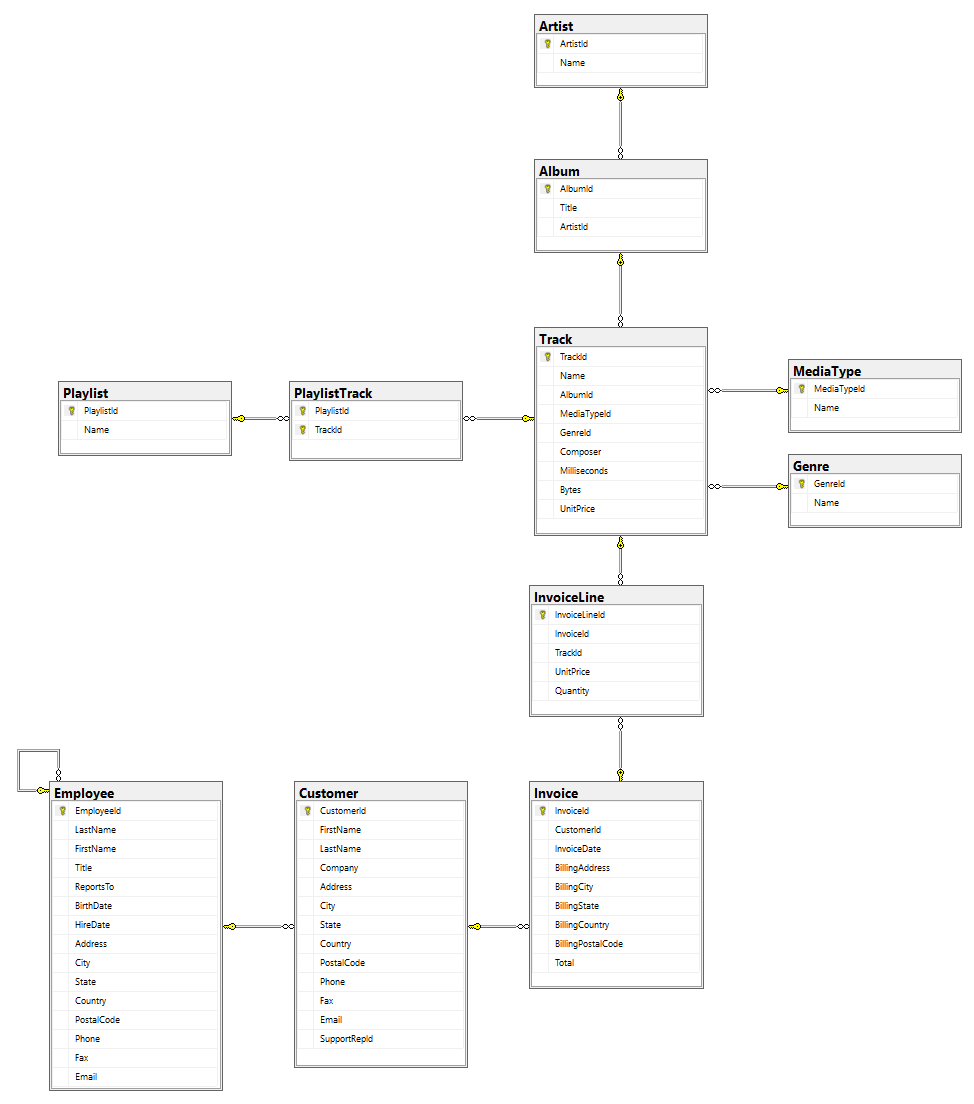 Artist
ArtistId
Name
Album
AlbumId
Title
ArtistId
Track
TrackId
Name
AlbumId
MediaTypeId
GenreId
Composer
Milliseconds
Bytes
UnitPrice
MediaType
MediaTypeId
Name
Genre
GenreId
Name
Playlist
PlaylistId
Name
PlaylistTrack
PlaylistId
TrackId
InvoiceLine
InvoiceLineId
InvoiceId
TrackId
UnitPrice
Quantity
Employee
EmployeeId
LastName
FirstName
Title
ReportsTo
BirthDate
HireDate
Address
City
State
Country
PostalCode
Phone
Fax
Email
Customer
CustomerId
FirstName
LastName
Company
Address
City
State
Country
PostalCode
Phone
Fax
Email
SupportRepId
Invoice
InvoiceId
CustomerId
InvoiceDate
BillingAddress
BillingCity
BillingState
BillingCountry
BillingPostalCode
Total